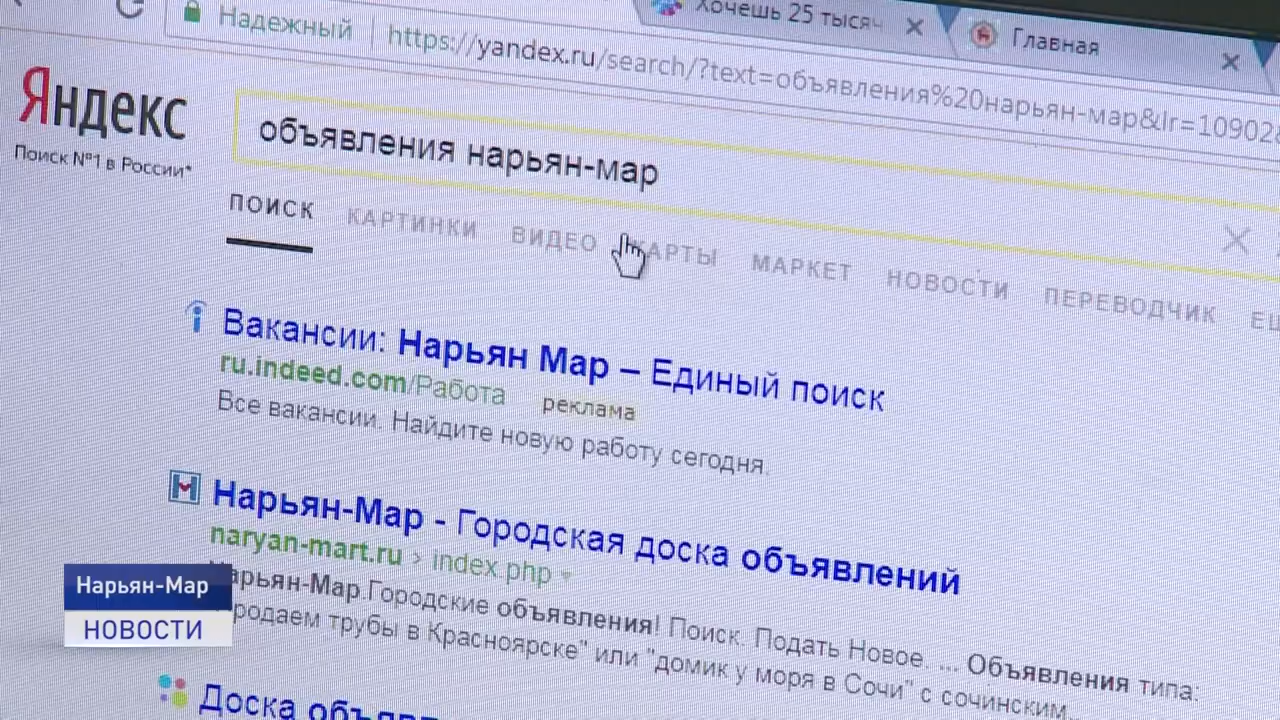 Хочешь 25 тысяч
Главная
Надежный
https://yandex.ru/search/?text=объявления%20нарьян-мар&lr=10902
Яндекс
Поиск №1 в России*
объявления нарьян-мар
ПОИСК КАРТИНКИ ВИДЕО КАРТЫ МАРКЕТ НОВОСТИ ПЕРЕВОДЧИК ЕЩ
Вакансии: Нарьян Мар – Единый поиск
ru.indeed.com/Работа реклама
Все вакансии. Найдите новую работу сегодня.
Нарьян-Мар - Городская доска объявлений
naryan-mart.ru › index.php
Нарьян-Мар.Городские объявления! Поиск. Подать Новое. ... Объявления типа:
"Продаем трубы в Красноярске" или "домик у моря в Сочи" с сочинским...
Доска
Нарьян-Мар
НОВОСТИ